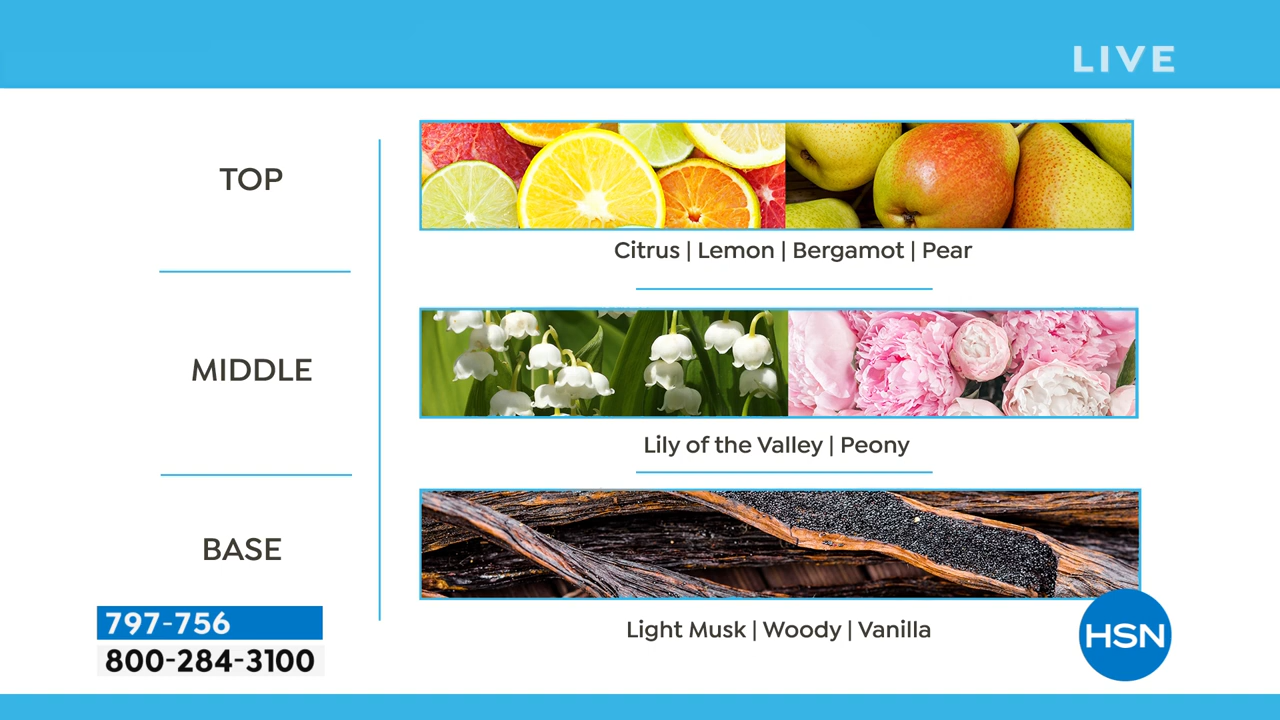 LIVE
TOP
Citrus | Lemon | Bergamot | Pear
MIDDLE
Lily of the Valley | Peony
BASE
Light Musk | Woody | Vanilla
797-756
800-284-3100
HSN